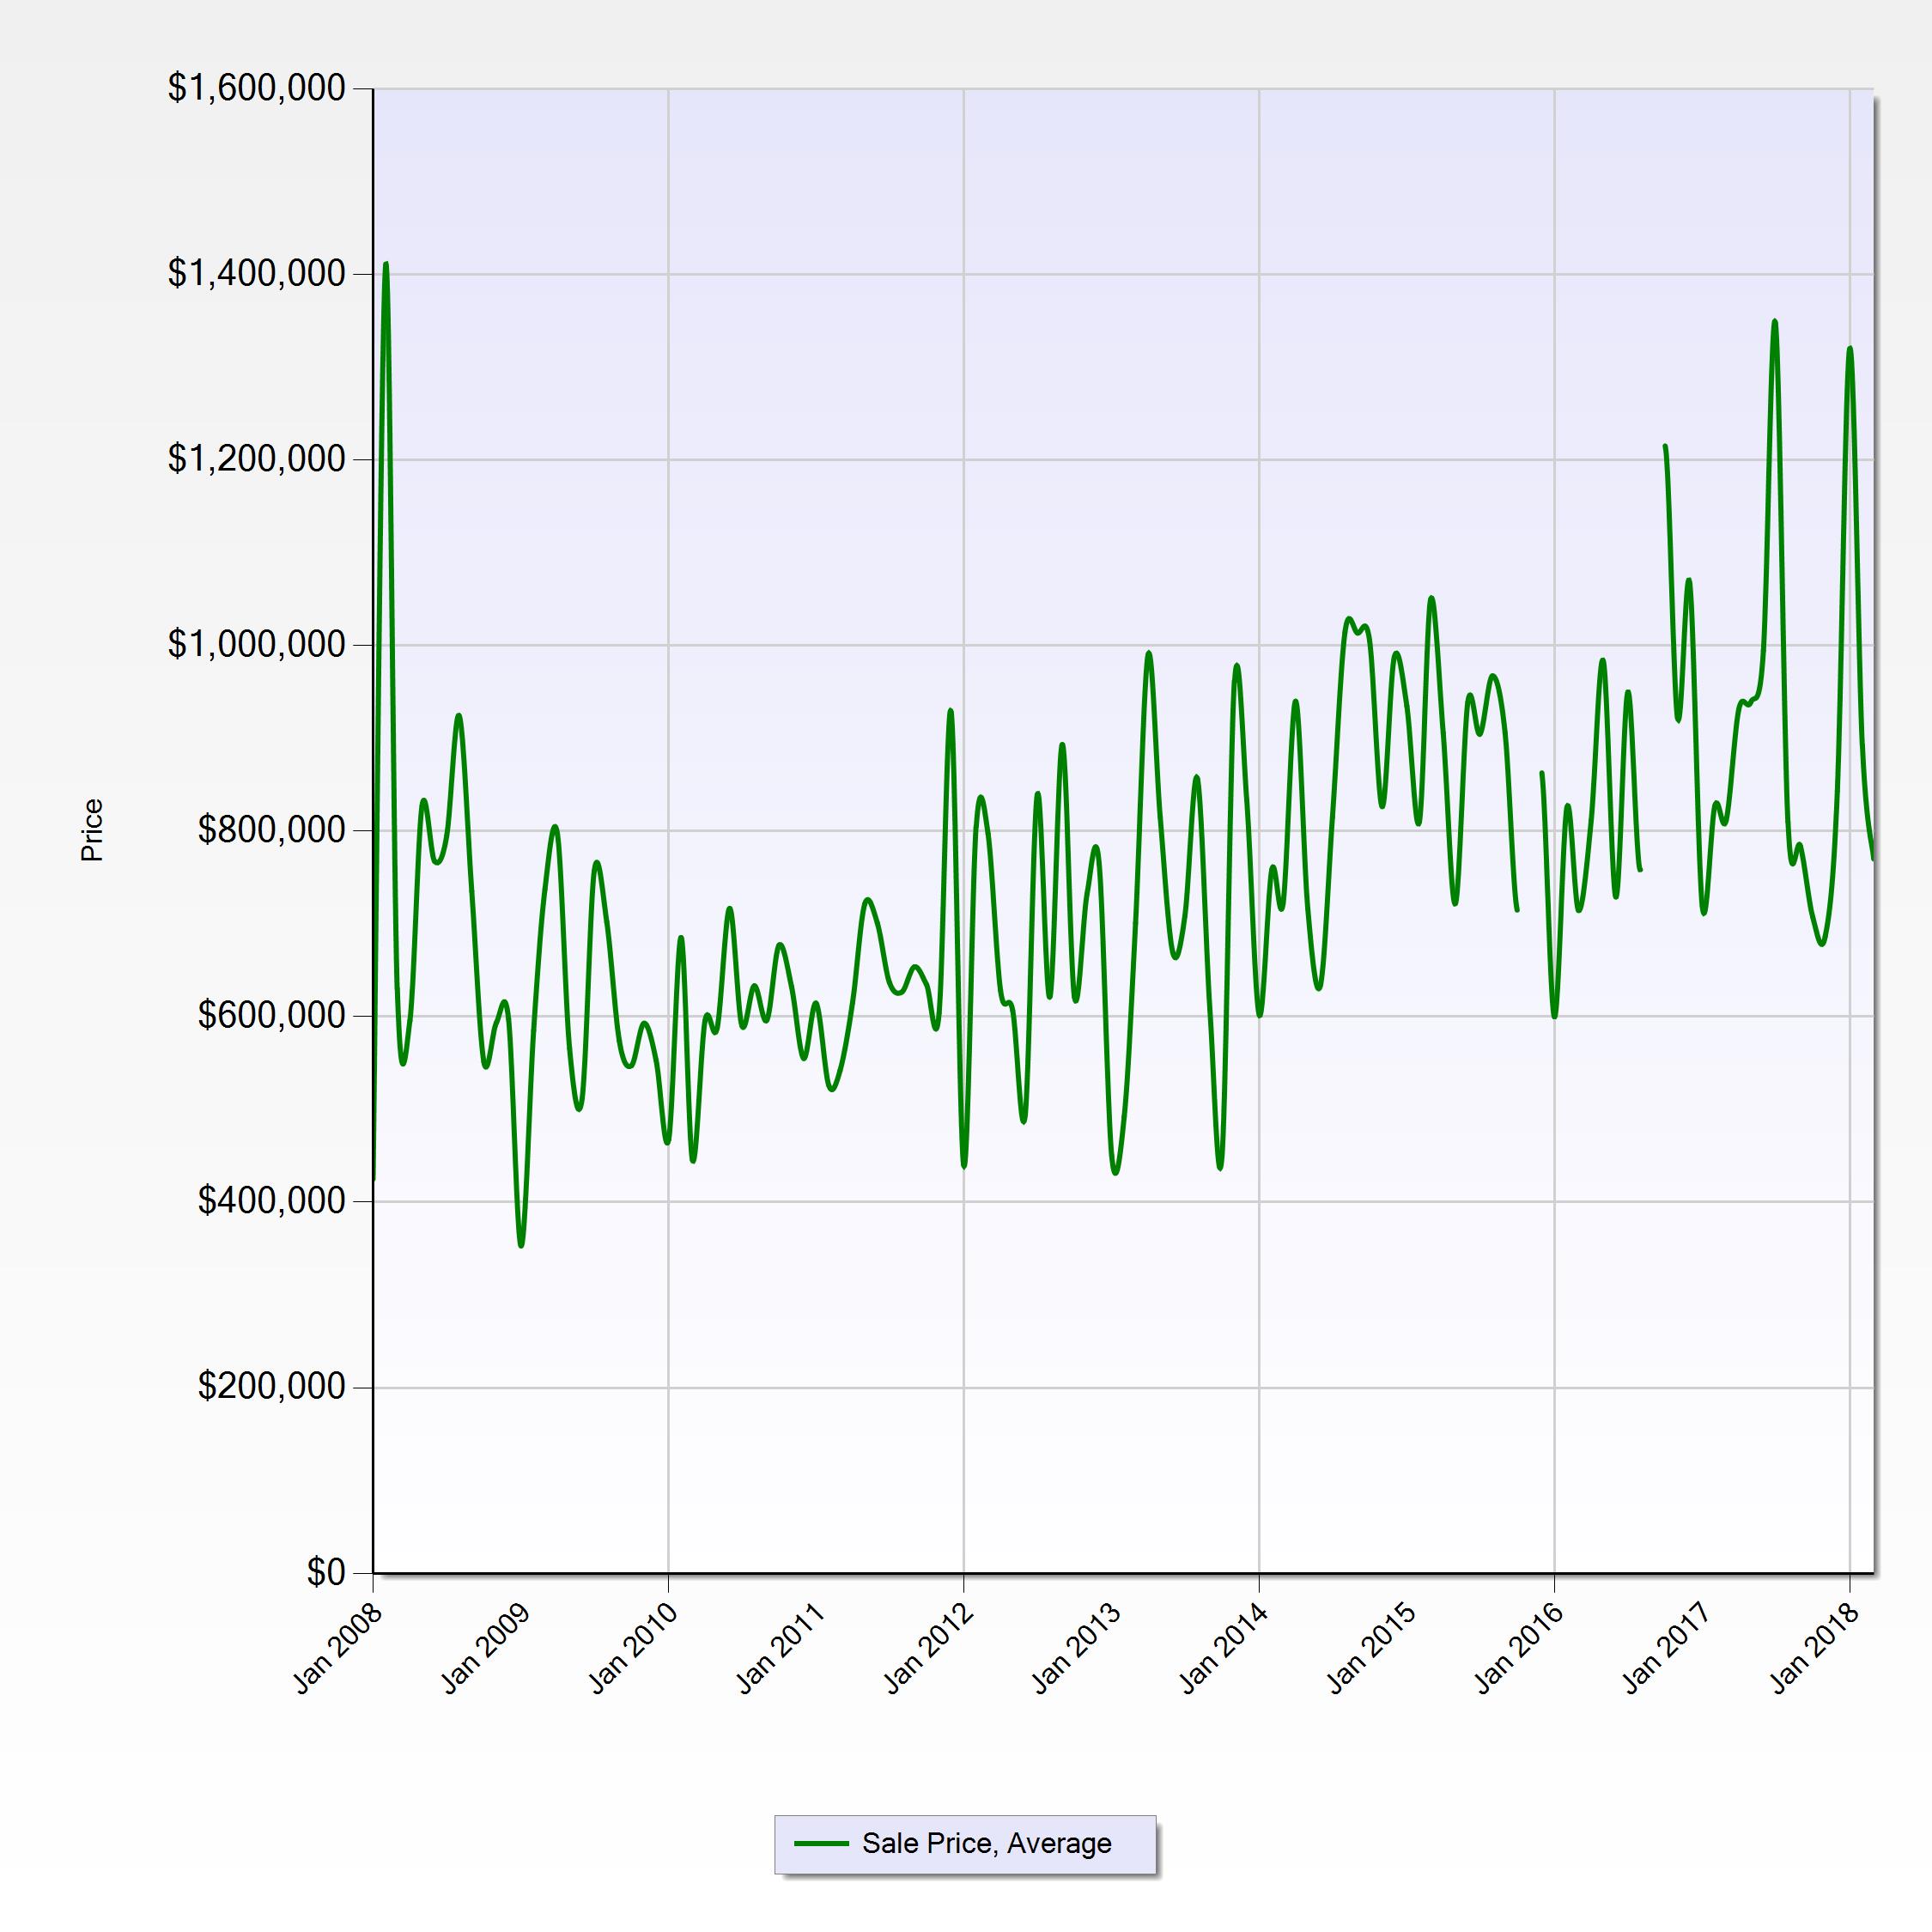 $1,600,000
$1,400,000
$1,200,000
$1,000,000
$800,000
$600,000
$400,000
$200,000
$0
Price
Jan 2008
Jan 2009
Jan 2010
Jan 2011
Jan 2012
Jan 2013
Jan 2014
Jan 2015
Jan 2016
Jan 2017
Jan 2018
Sale Price, Average